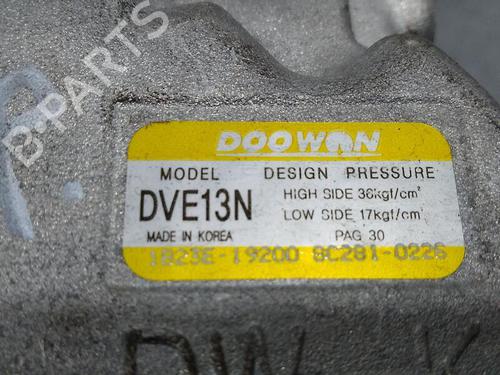 B-PARTS
DOOWON
MODEL DESIGN PRESSURE
DVE13N HIGH SIDE 36kgf/cm²
LOW SIDE 17kgf/cm²
MADE IN KOREA PAG 30
1B23E-19200 8C281-0226